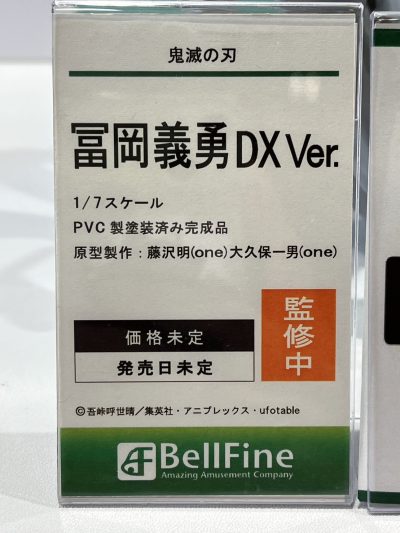 鬼滅の刃
冨岡義勇DX Ver.
1/7スケール
PVC 製塗装済み完成品
原型製作：藤沢明(one)大久保一男(one)
監修中
価格未定
発売日未定
©吾峠呼世晴／集英社・アニプレックス・ufotable
BellFine
Amazing Amusement Company